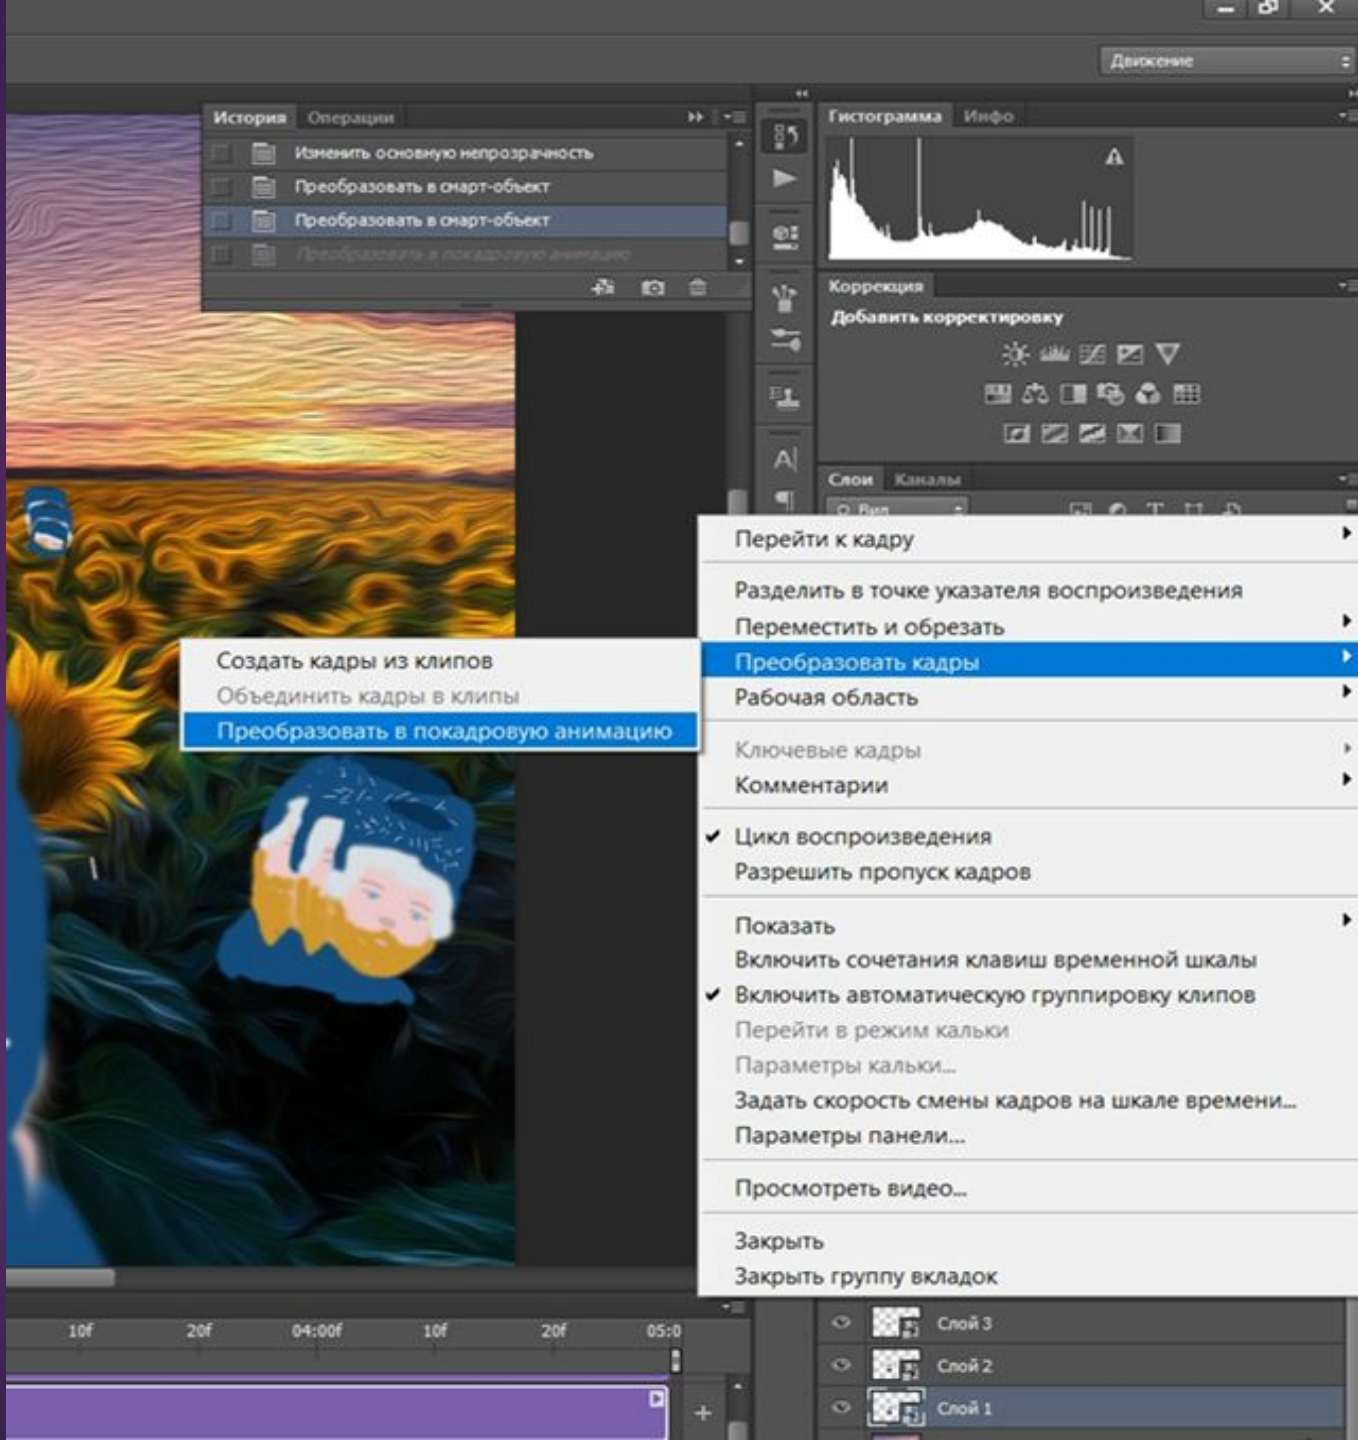 Движение
История Операции
Изменить основную непрозрачность
Преобразовать в смарт-объект
Преобразовать в смарт-объект
Преобразовать в покадровую анимацию
Гистограмма Инфо
Коррекция
Добавить корректировку
Слои Каналы
Вид
Перейти к кадру
Разделить в точке указателя воспроизведения
Переместить и обрезать
Преобразовать кадры
Рабочая область
Ключевые кадры
Комментарии
Цикл воспроизведения
Разрешить пропуск кадров
Показать
Включить сочетания клавиш временной шкалы
Включить автоматическую группировку клипов
Перейти в режим кальки
Параметры кальки...
Задать скорость смены кадров на шкале времени...
Параметры панели...
Просмотреть видео...
Закрыть
Закрыть группу вкладок
Создать кадры из клипов
Объединить кадры в клипы
Преобразовать в покадровую анимацию
10f 20f 04:00f 10f 20f 05:0
Слой 3
Слой 2
Слой 1